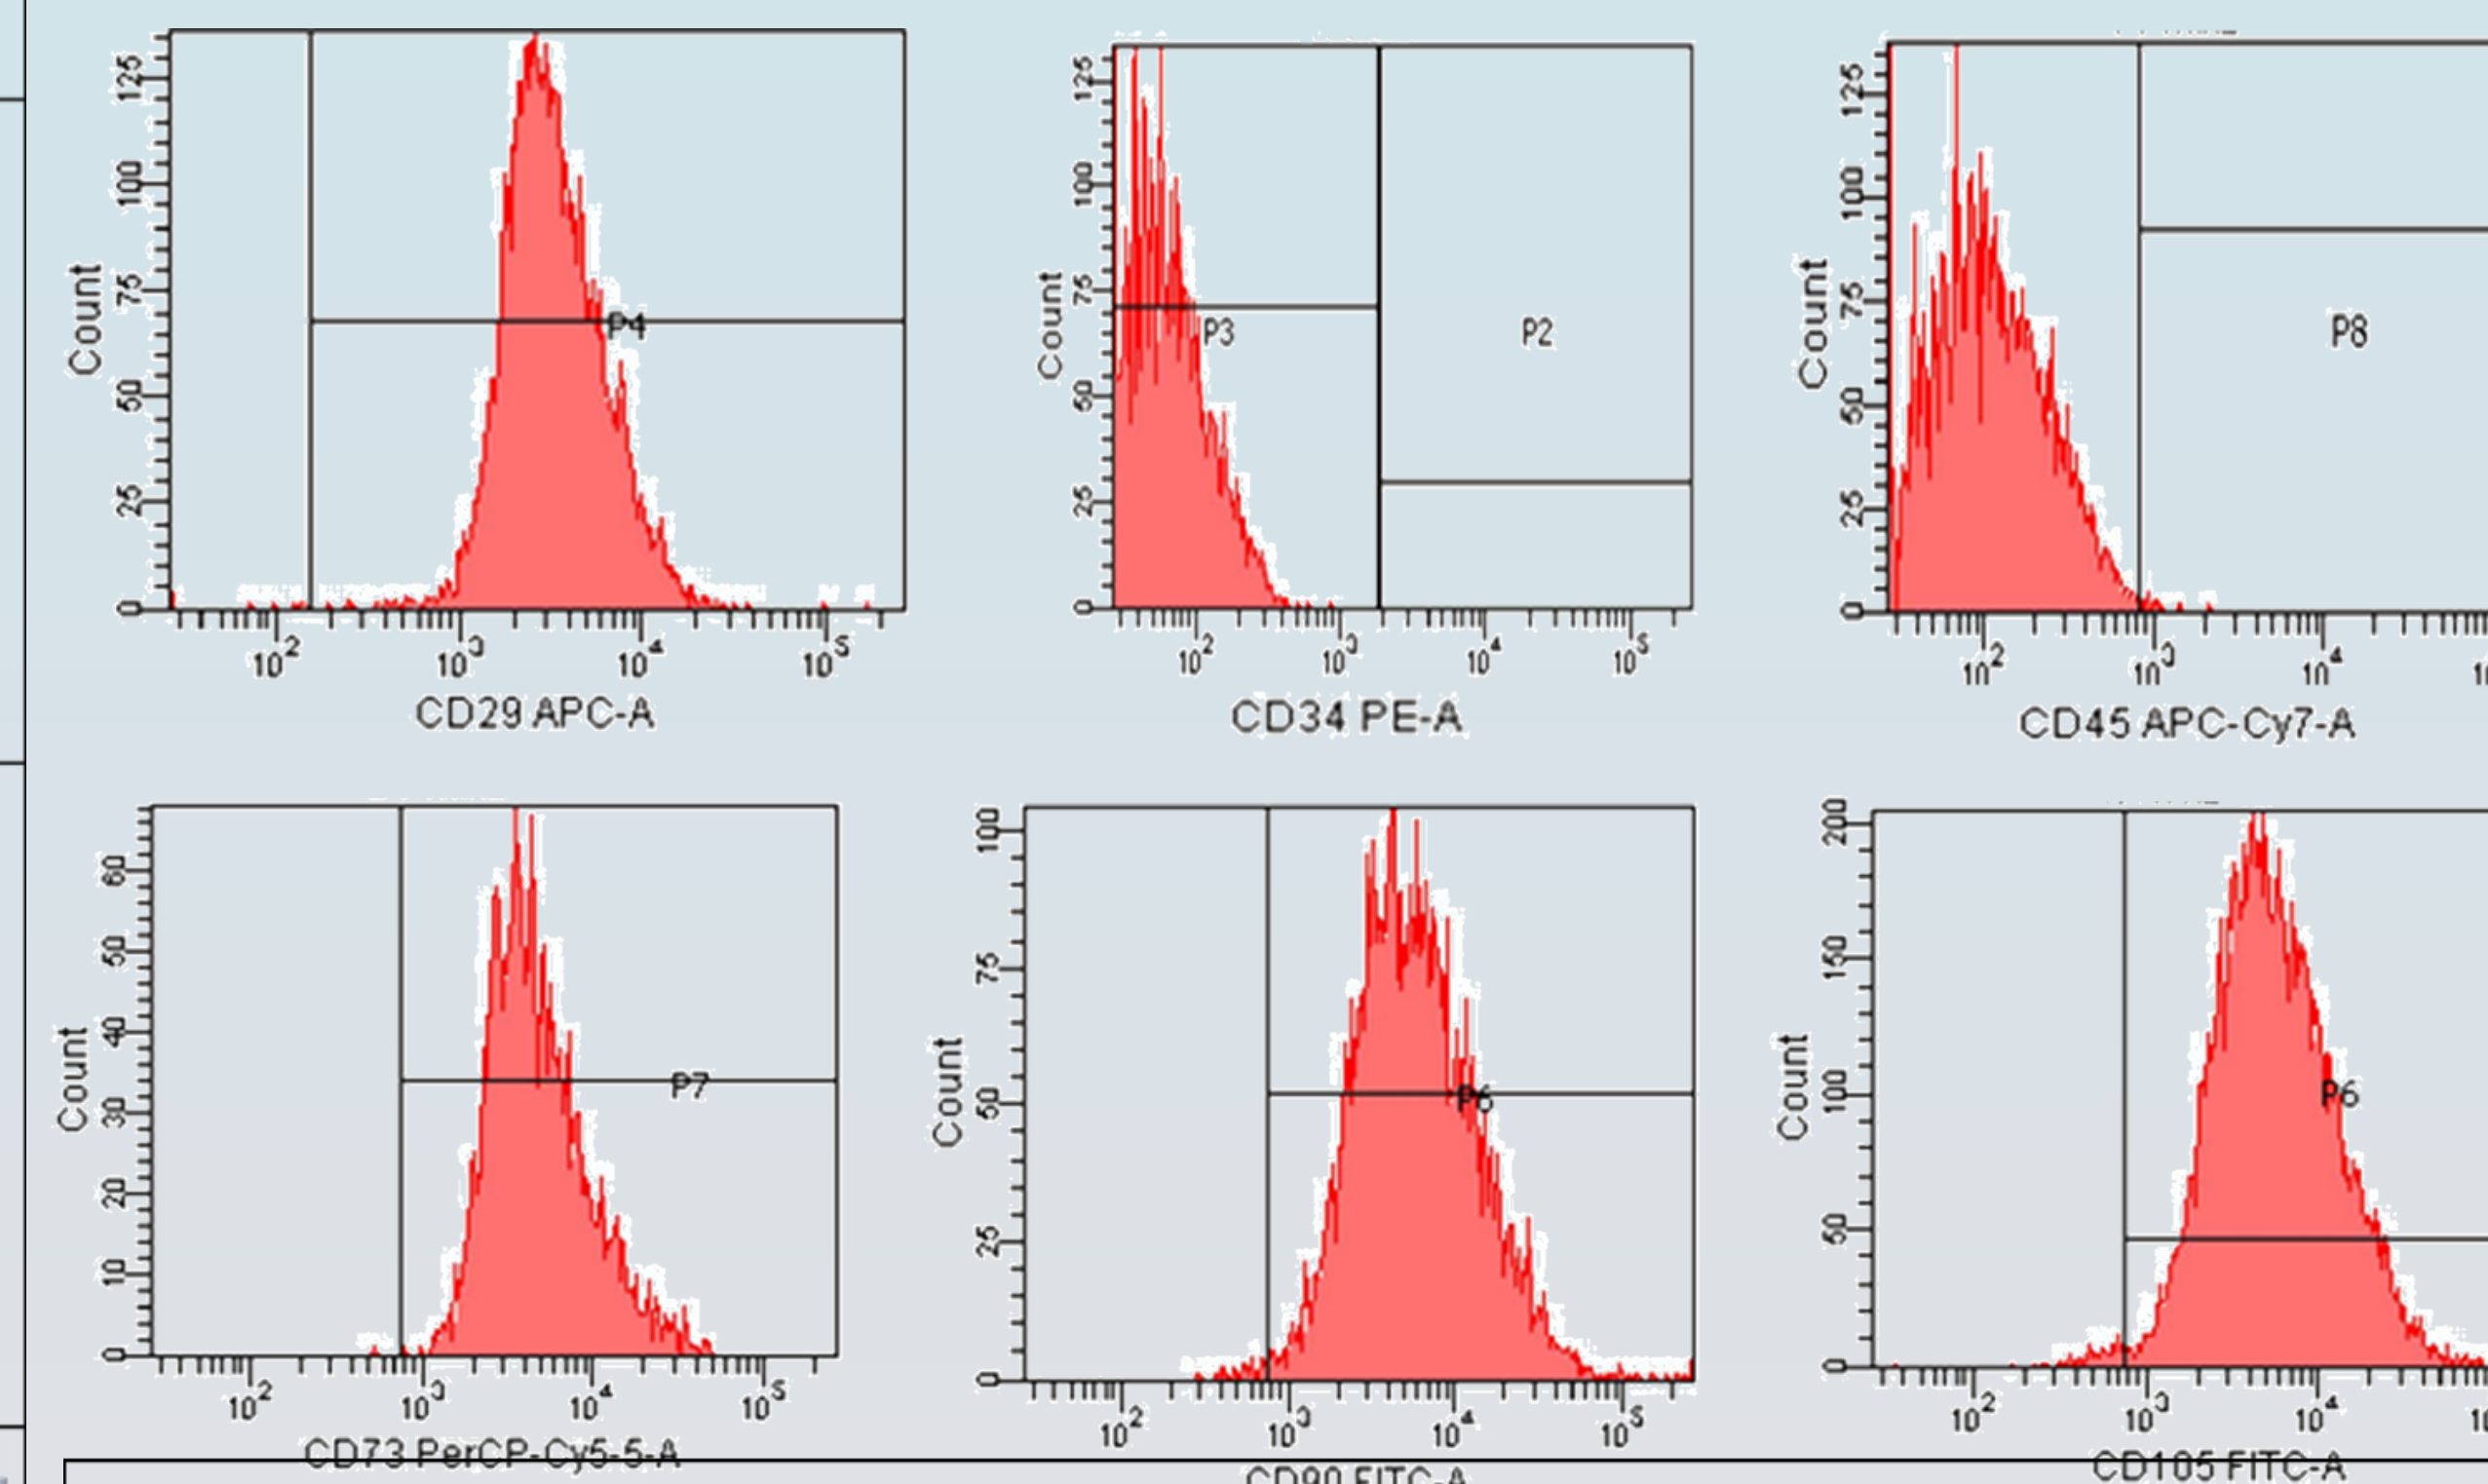 Count
125
100
75
50
25
0
P4
10² 10³ 10⁴ 10⁵
CD29 APC-A
Count
125
100
75
50
25
0
P3
P2
10² 10³ 10⁴ 10⁵
CD34 PE-A
Count
125
100
75
50
25
0
P8
10² 10³ 10⁴
CD45 APC-Cy7-A
Count
60
50
40
30
20
10
0
P7
10² 10³ 10⁴ 10⁵
CD73 PerCP-Cy5-5-A
Count
100
75
50
25
0
P6
10² 10³ 10⁴ 10⁵
CD90 FITC-A
Count
200
150
100
50
0
P6
10² 10³ 10⁴
CD105 FITC-A